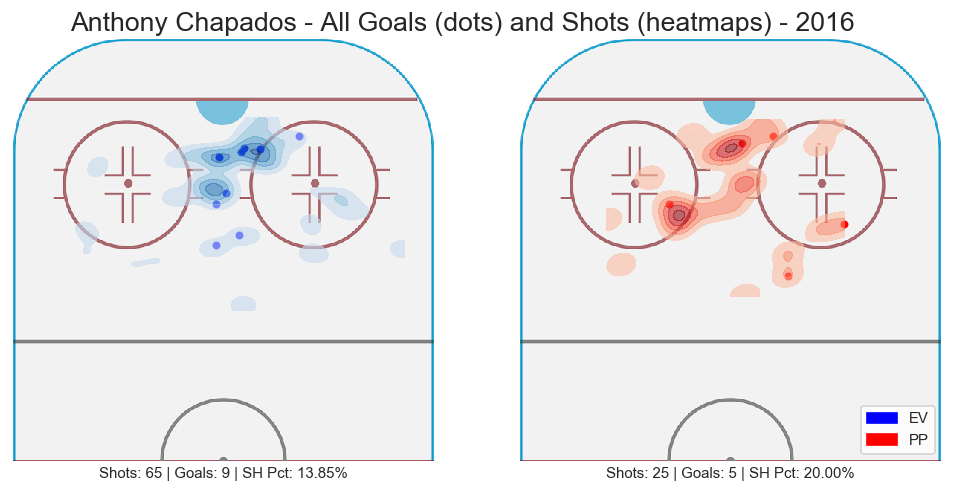 Anthony Chapados - All Goals (dots) and Shots (heatmaps) - 2016
EV
PP
Shots: 65 | Goals: 9 | SH Pct: 13.85%
Shots: 25 | Goals: 5 | SH Pct: 20.00%